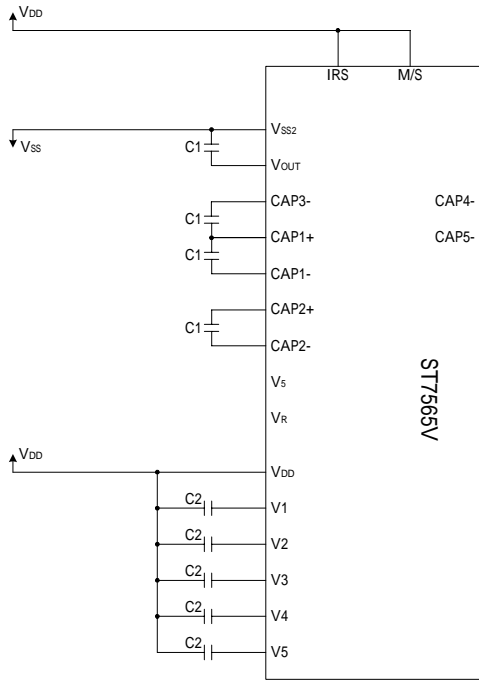 VDD
IRS M/S
VSS2
VSS
C1
VOUT
CAP3- CAP4-
C1
CAP1+ CAP5-
C1
CAP1-
CAP2+
C1
CAP2-
V5
ST7565V
VR
VDD
VDD
C2 V1
C2 V2
C2 V3
C2 V4
C2 V5